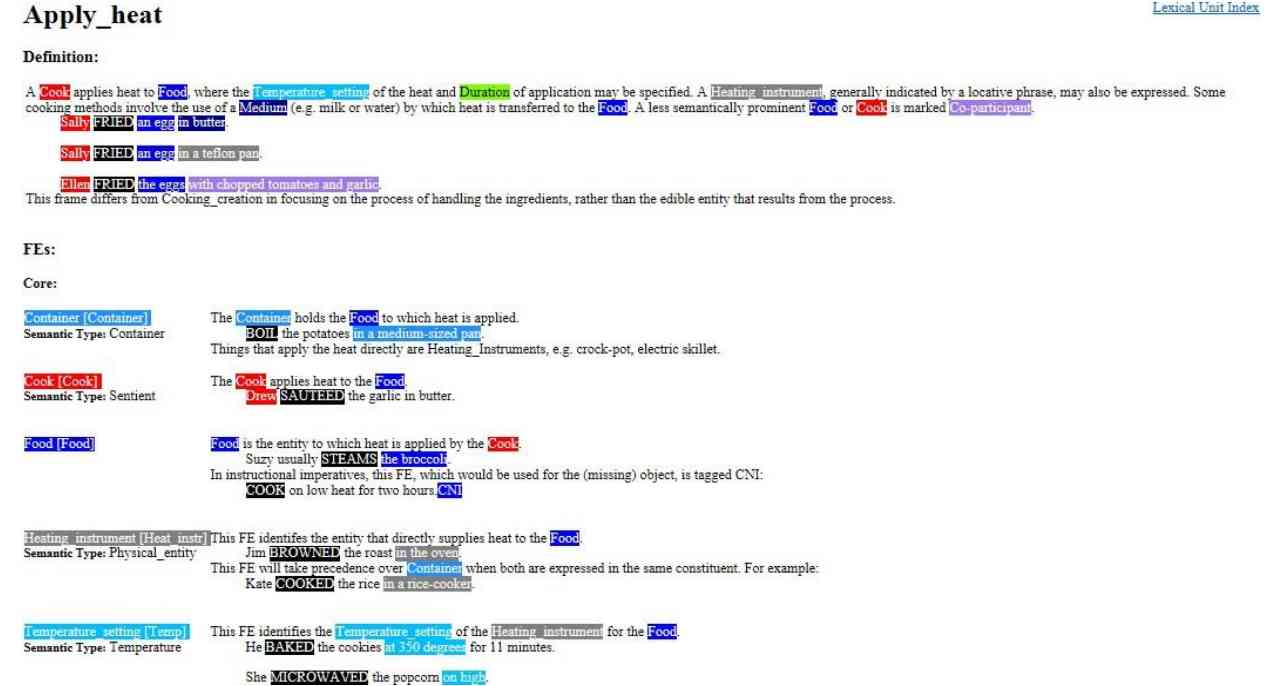 Apply_heat
Lexical Unit Index
Definition:
A Cook applies heat to Food, where the Temperature_setting of the heat and Duration of application may be specified. A Heating_instrument, generally indicated by a locative phrase, may also be expressed. Some
cooking methods involve the use of a Medium (e.g. milk or water) by which heat is transferred to the Food. A less semantically prominent Food or Cook is marked Co-participant.
Sally FRIED an egg in butter.
Sally FRIED an egg in a teflon pan.
Ellen FRIED the eggs with chopped tomatoes and garlic.
This frame differs from Cooking_creation in focusing on the process of handling the ingredients, rather than the edible entity that results from the process.
FEs:
Core:
Container [Container] The Container holds the Food to which heat is applied.
Semantic Type: Container BOIL the potatoes in a medium-sized pan.
Things that apply the heat directly are Heating_Instruments, e.g. crock-pot, electric skillet.
Cook [Cook] The Cook applies heat to the Food.
Semantic Type: Sentient Drew SAUTEED the garlic in butter.
Food [Food] Food is the entity to which heat is applied by the Cook.
Suzy usually STEAMS the broccoli.
In instructional imperatives, this FE, which would be used for the (missing) object, is tagged CNI:
COOK on low heat for two hours.CNI
Heating_instrument [Heat_instr] This FE identifes the entity that directly supplies heat to the Food.
Semantic Type: Physical_entity Jim BROWNED the roast in the oven.
This FE will take precedence over Container when both are expressed in the same constituent. For example:
Kate COOKED the rice in a rice-cooker.
Temperature_setting [Temp] This FE identifies the Temperature_setting of the Heating_instrument for the Food.
Semantic Type: Temperature He BAKED the cookies at 350 degrees for 11 minutes.
She MICROWAVED the popcorn on high.